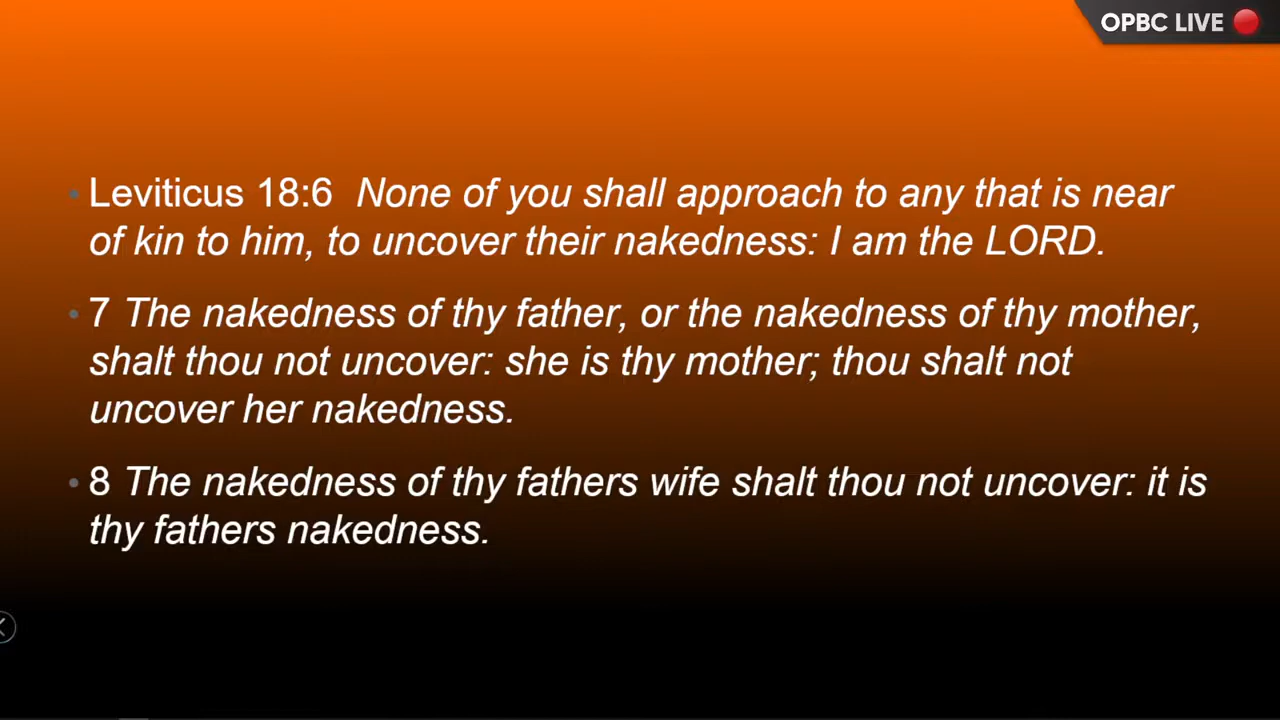 OPBC LIVE
• Leviticus 18:6 None of you shall approach to any that is near
of kin to him, to uncover their nakedness: I am the LORD.
• 7 The nakedness of thy father, or the nakedness of thy mother,
shalt thou not uncover: she is thy mother; thou shalt not
uncover her nakedness.
• 8 The nakedness of thy fathers wife shalt thou not uncover: it is
thy fathers nakedness.